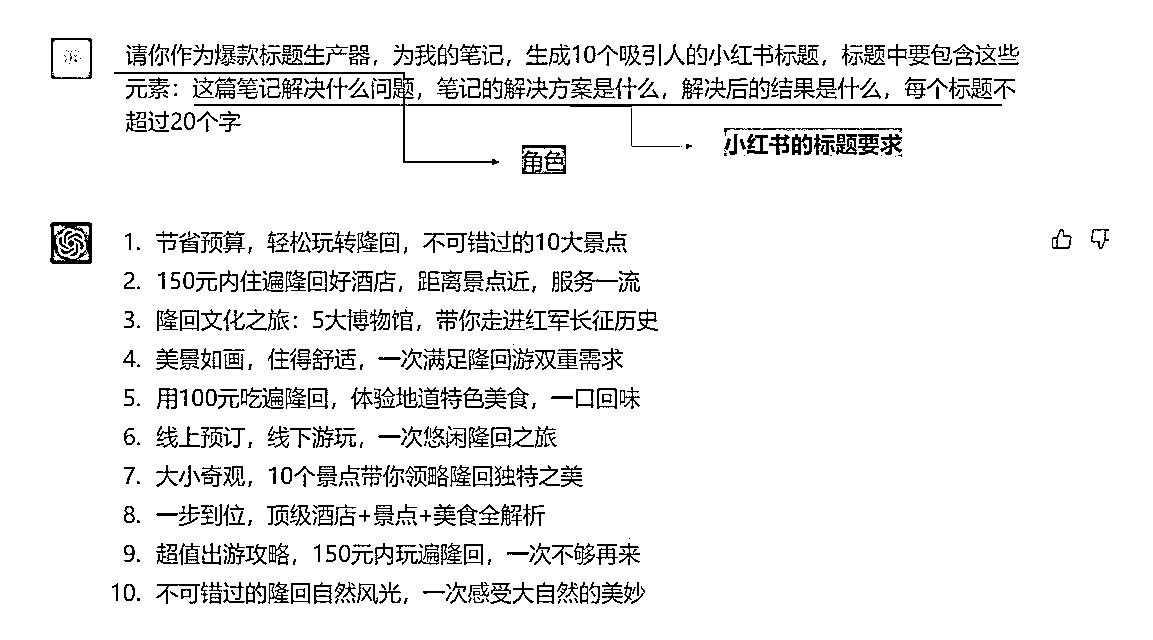 请你作为爆款标题生产器，为我的笔记，生成10个吸引人的小红书标题，标题中要包含这些
元素：这篇笔记解决什么问题，笔记的解决方案是什么，解决后的结果是什么，每个标题不
超过20个字
小红书的标题要求
角色
1. 节省预算，轻松玩转隆回，不可错过的10大景点
2. 150元内住遍隆回好酒店，距离景点近，服务一流
3. 隆回文化之旅：5大博物馆，带你走进红军长征历史
4. 美景如画，住得舒适，一次满足隆回游双重需求
5. 用100元吃遍隆回，体验地道特色美食，一口回味
6. 线上预订，线下游玩，一次悠闲隆回之旅
7. 大小奇观，10个景点带你领略隆回独特之美
8. 一步到位，顶级酒店+景点+美食全解析
9. 超值出游攻略，150元内玩遍隆回，一次不够再来
10. 不可错过的隆回自然风光，一次感受大自然的美妙